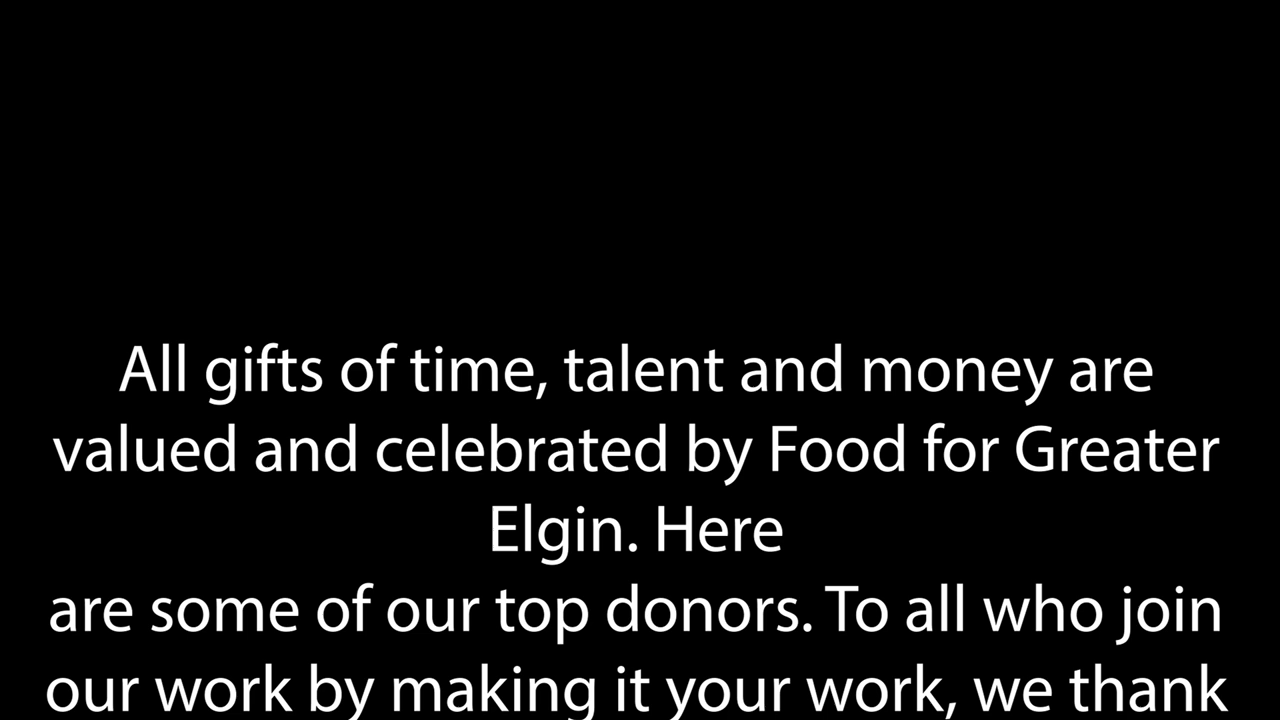 All gifts of time, talent and money are
valued and celebrated by Food for Greater
Elgin. Here
are some of our top donors. To all who join
our work by making it your work, we thank